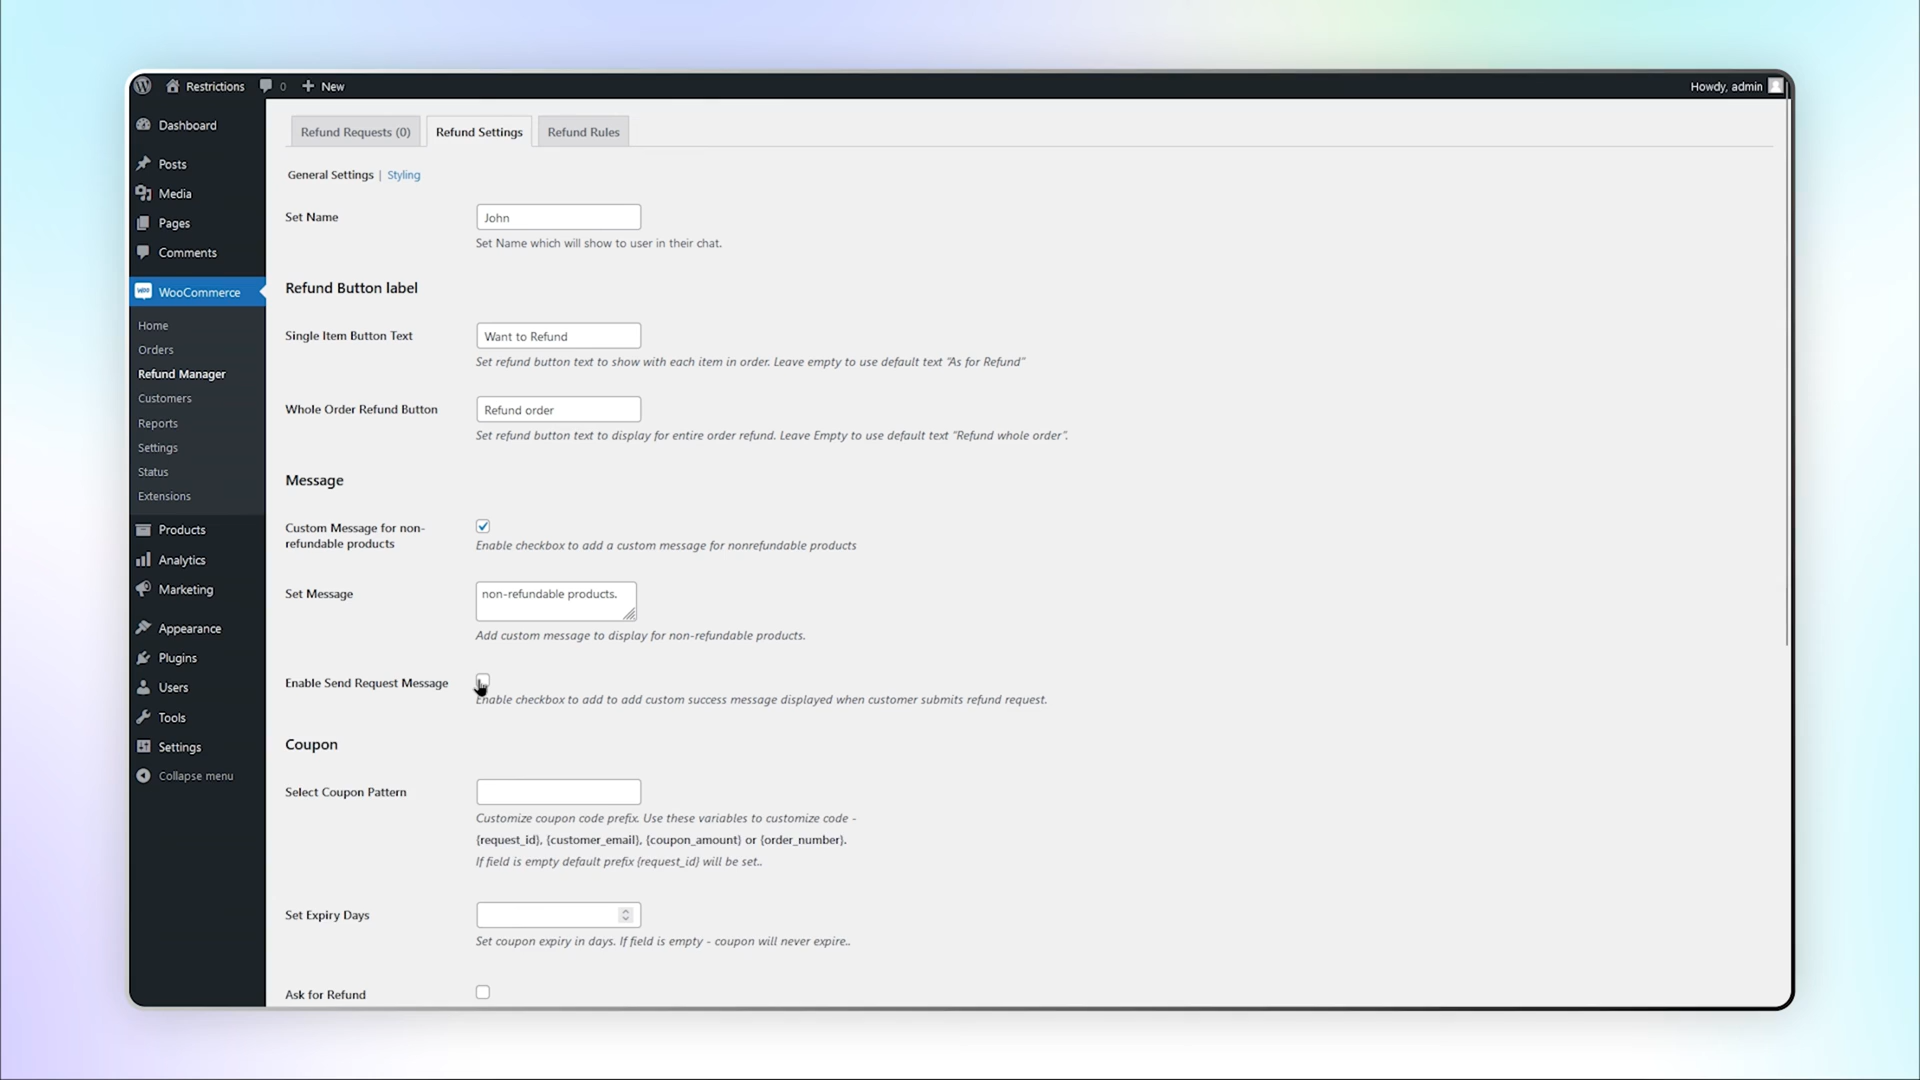 Restrictions 0 New Howdy, admin
Dashboard
Posts
Media
Pages
Comments
WooCommerce
Home
Orders
Refund Manager
Customers
Reports
Settings
Status
Extensions
Products
Analytics
Marketing
Appearance
Plugins
Users
Tools
Settings
Collapse menu
Refund Requests (0) Refund Settings Refund Rules
General Settings | Styling
Set Name John
Set Name which will show to user in their chat.
Refund Button label
Single Item Button Text Want to Refund
Set refund button text to show with each item in order. Leave empty to use default text "As for Refund"
Whole Order Refund Button Refund order
Set refund button text to display for entire order refund. Leave Empty to use default text "Refund whole order".
Message
Custom Message for non-
refundable products
Enable checkbox to add a custom message for nonrefundable products
Set Message non-refundable products.
Add custom message to display for non-refundable products.
Enable Send Request Message
Enable checkbox to add to add custom success message displayed when customer submits refund request.
Coupon
Select Coupon Pattern
Customize coupon code prefix. Use these variables to customize code -
{request_id}, {customer_email}, {coupon_amount} or {order_number}.
If field is empty default prefix {request_id} will be set..
Set Expiry Days
Set coupon expiry in days. If field is empty - coupon will never expire..
Ask for Refund